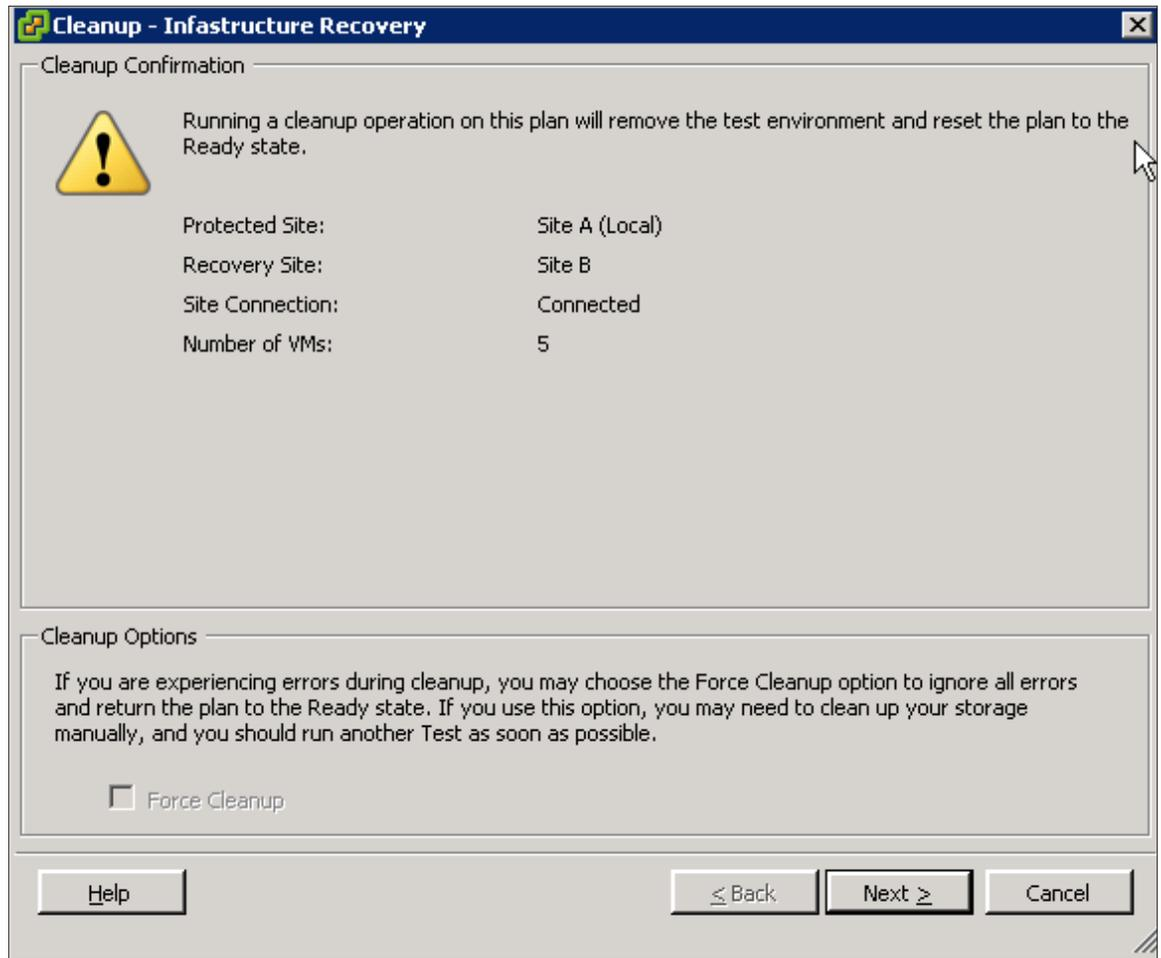 Cleanup - Infastructure Recovery
Cleanup Confirmation
Running a cleanup operation on this plan will remove the test environment and reset the plan to the
Ready state.
Protected Site: Site A (Local)
Recovery Site: Site B
Site Connection: Connected
Number of VMs: 5
Cleanup Options
If you are experiencing errors during cleanup, you may choose the Force Cleanup option to ignore all errors
and return the plan to the Ready state. If you use this option, you may need to clean up your storage
manually, and you should run another Test as soon as possible.
Force Cleanup
Help < Back Next > Cancel